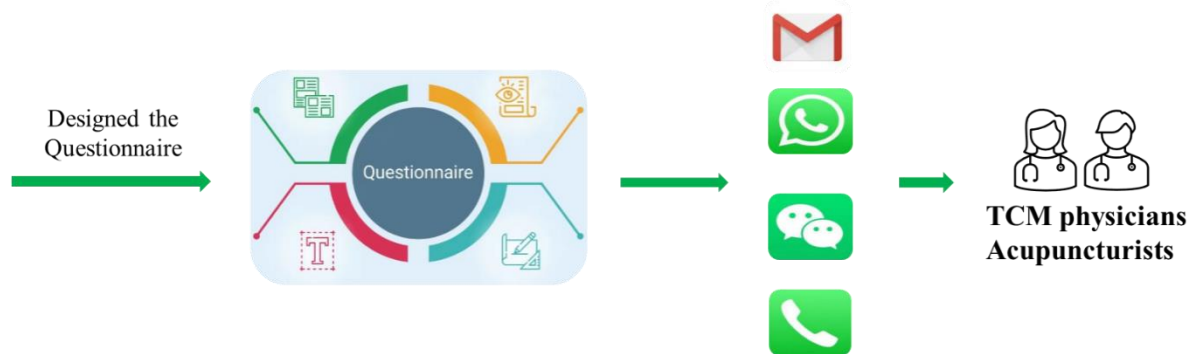 Designed the
Questionnaire
Questionnaire
T
TCM physicians
Acupuncturists